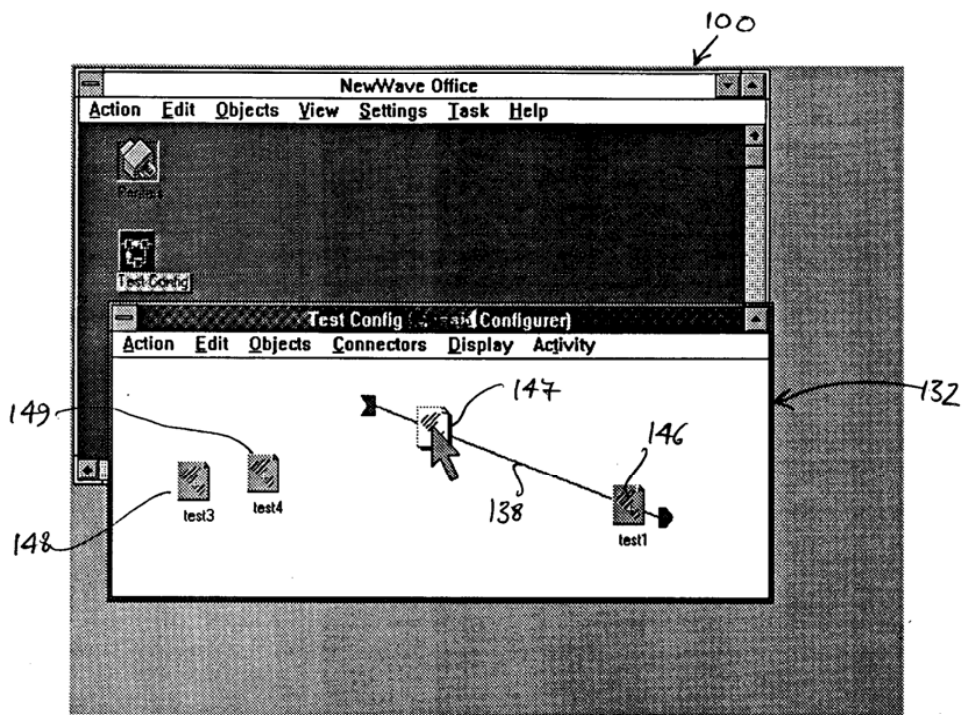 100
NewWave Office
Action Edit Objects View Settings Task Help
Test Config
Test Config Configurer)
Action Edit Objects Connectors Display Activity
149
147
132
146
138
test3
test4
148
test1